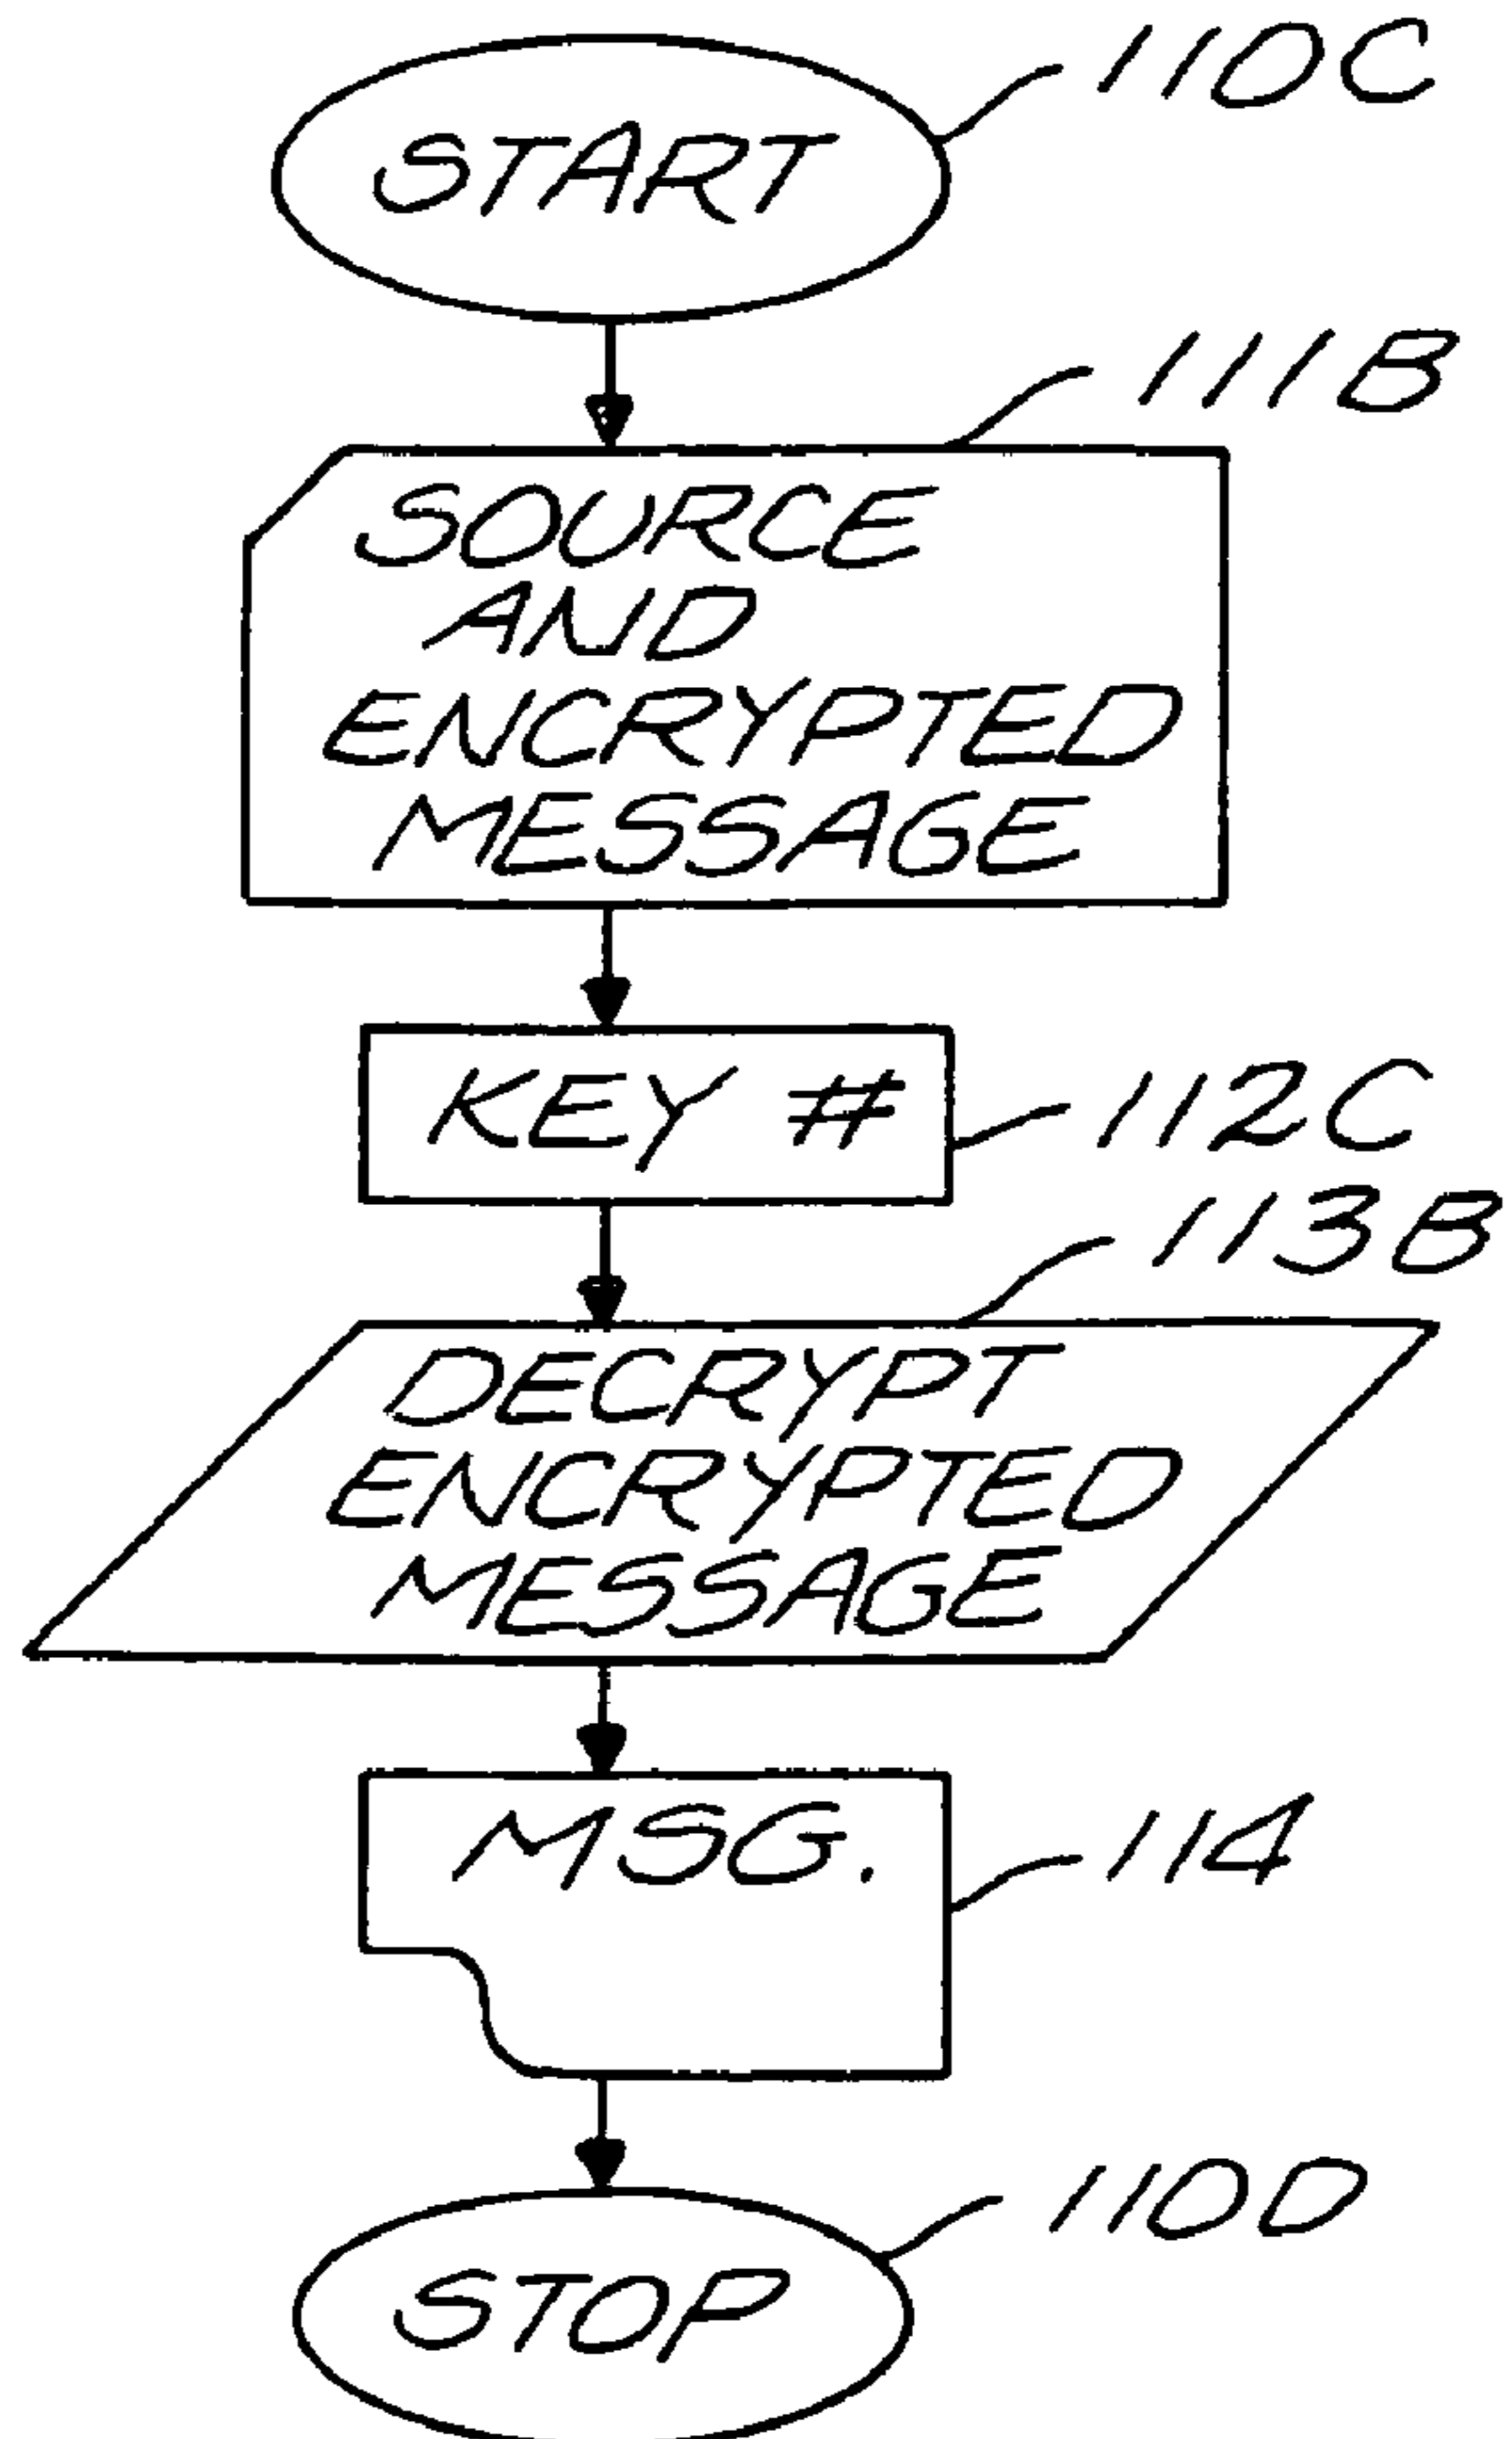 110C
START
111B
SOURCE
AND
ENCRYPTED
MESSAGE
KEY #
112C
113B
DECRYPT
ENCRYPTED
MESSAGE
MSG.
114
110D
STOP